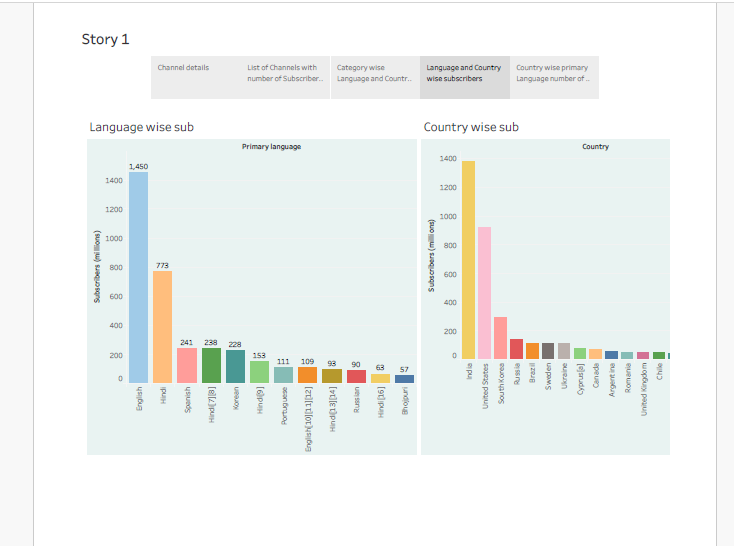 Story 1
Channel details
List of Channels with
number of Subscriber...
Category wise
Language and Countr..
Language and Country
wise subscribers
Country wise primary
Language number of ..
Language wise sub
Primary language
Subscribers (millions)
1400
1200
1000
800
600
400
200
0
1,450
773
241
238
228
153
111
109
93
90
63
57
English
Hindi
Spanish
Hindi[7][8]
Korean
Hindi[9]
Portuguese
English[10][11][12]
Hindi[13][14]
Russian
Hindi[16]
Bhojpuri
Country wise sub
Country
Subscribers (millions)
1400
1200
1000
800
600
400
200
0
India
United States
South Korea
Russia
Brazil
Sweden
Ukraine
Cyprus[a]
Canada
Argentina
Romania
United Kingdom
Chile